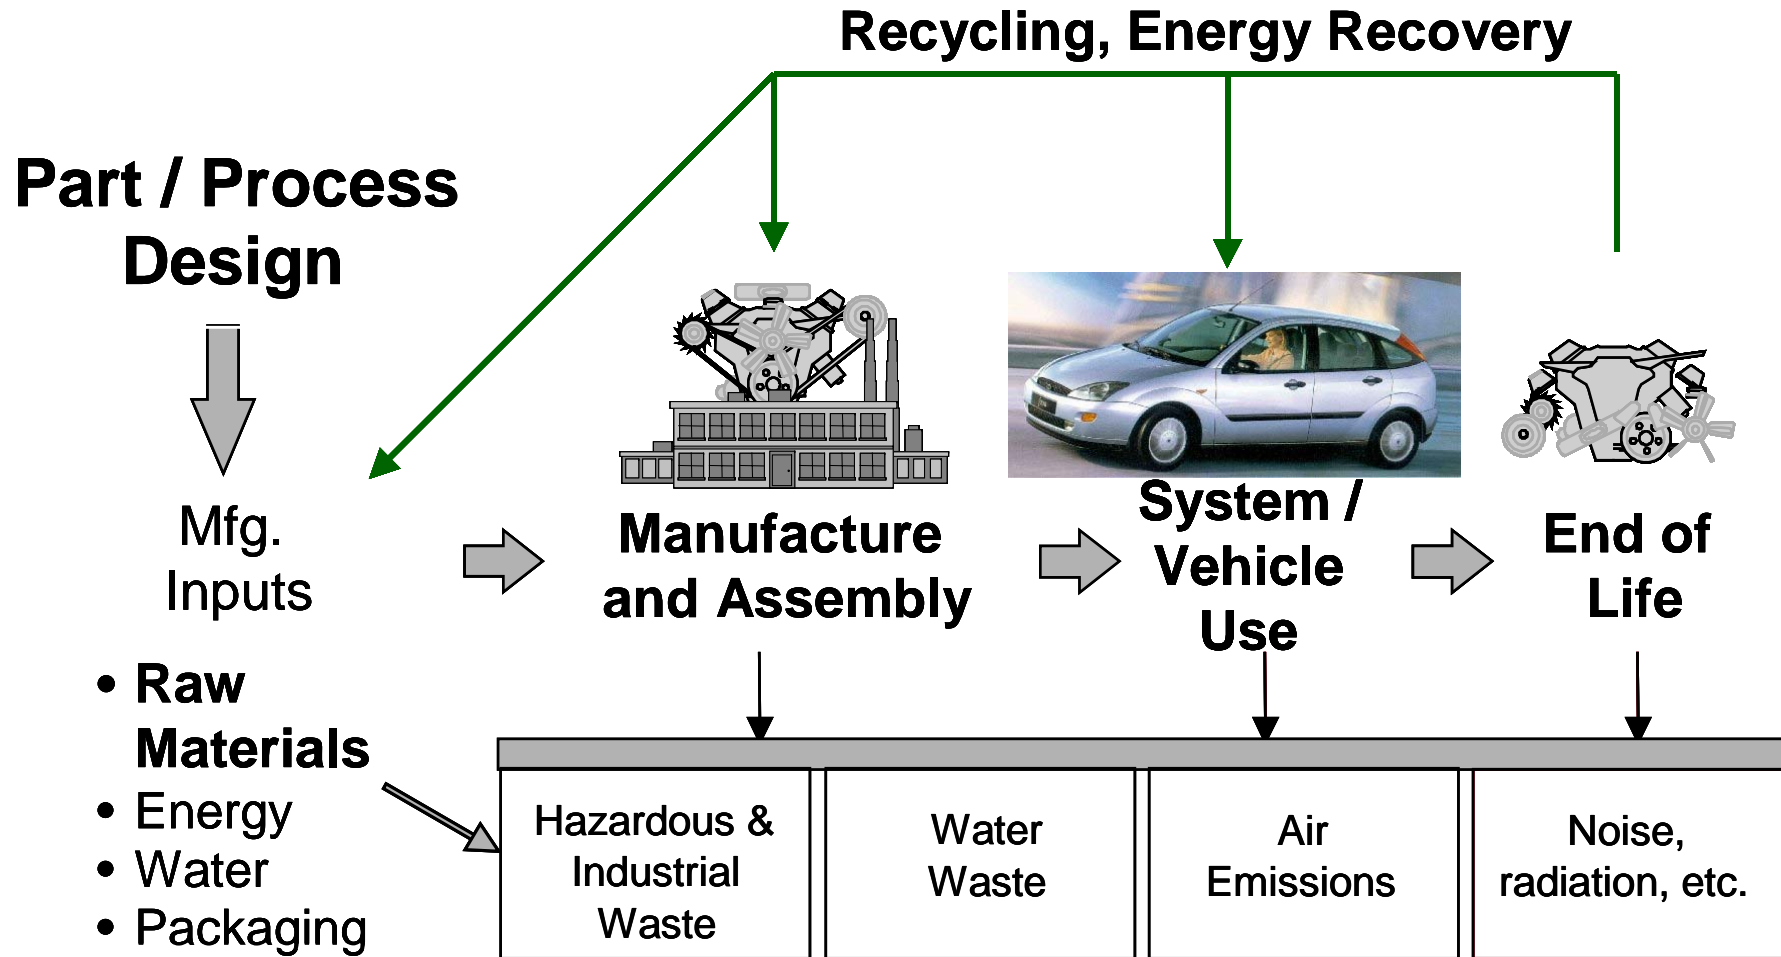 Recycling, Energy Recovery
Part / Process
Design
Mfg.
Inputs
Manufacture
and Assembly
System /
Vehicle
Use
End of
Life
• Raw
Materials
• Energy
• Water
• Packaging
Hazardous &
Industrial
Waste
Water
Waste
Air
Emissions
Noise,
radiation, etc.